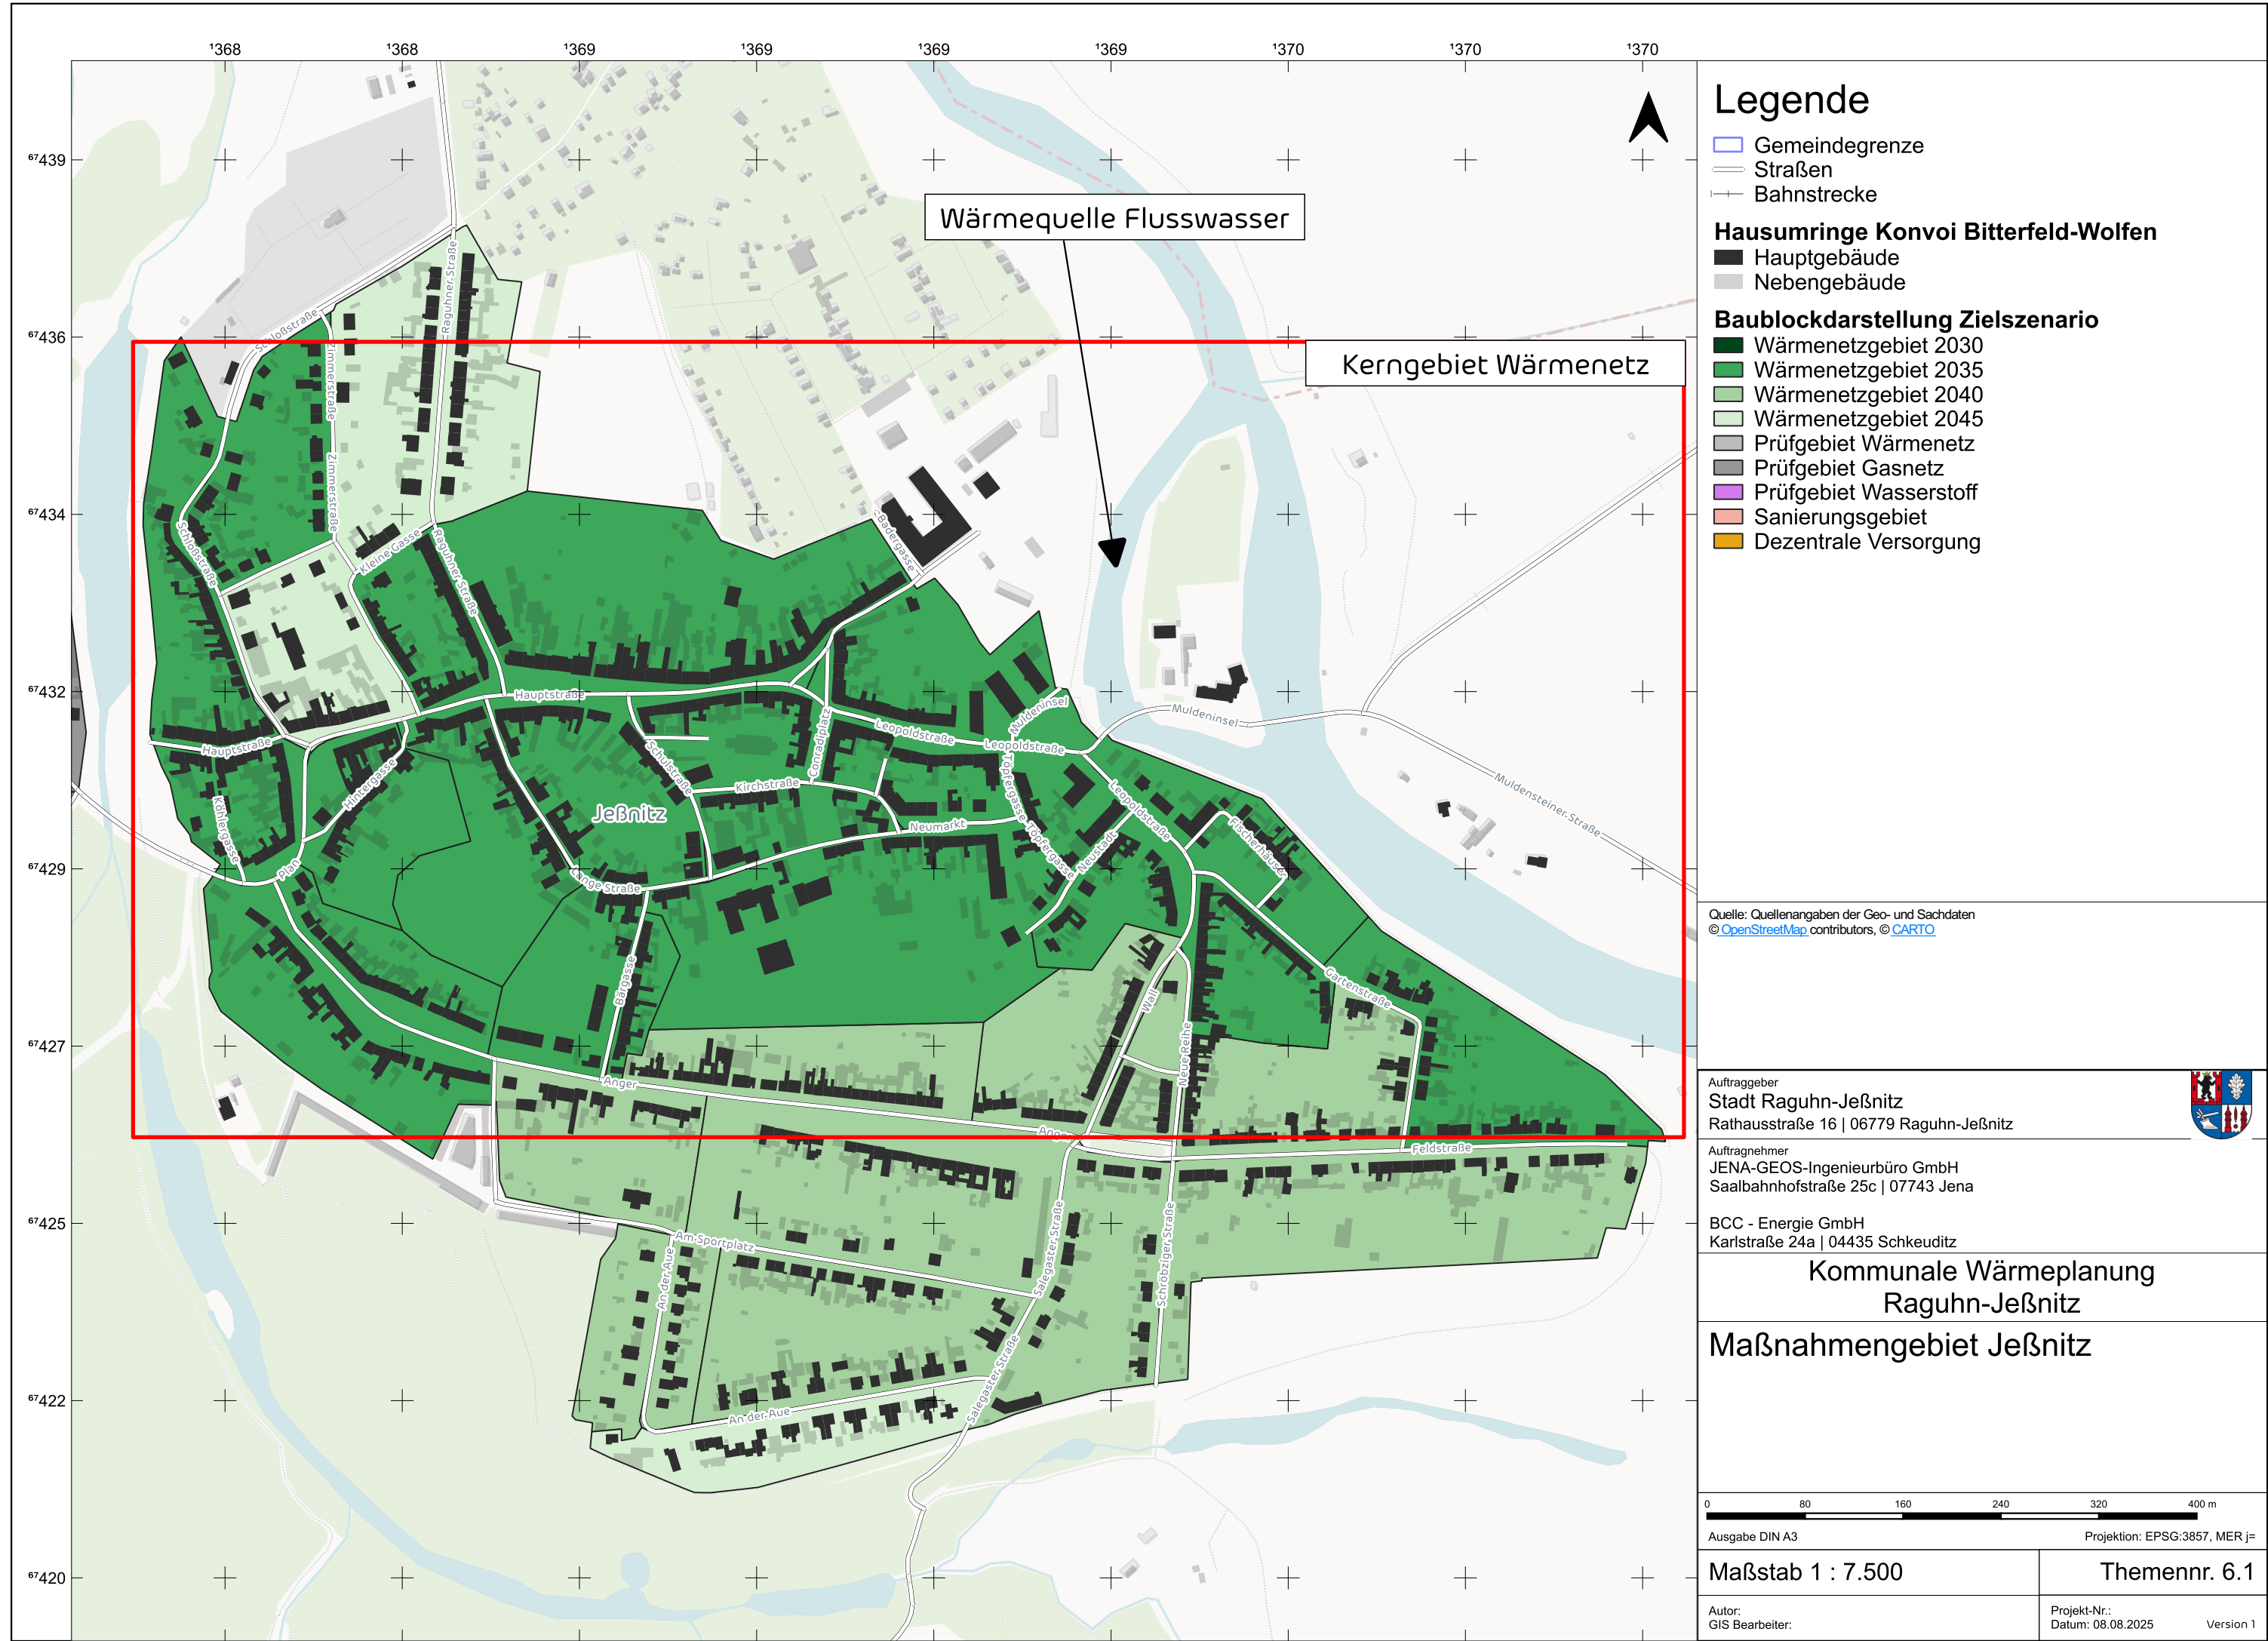 ¹368 ¹368 ¹369 ¹369 ¹369 ¹369 ¹370 ¹370 ¹370
⁶⁷439
⁶⁷436
⁶⁷434
⁶⁷432
⁶⁷429
⁶⁷427
⁶⁷425
⁶⁷422
⁶⁷420
Wärmequelle Flusswasser
Kerngebiet Wärmenetz
Raguhner Straße
Schloßstraße
Zimmerstraße
Zimmerstraße
Schloßstraße
Kleine Gasse
Raguhner Straße
Badergasse
Hauptstraße
Hauptstraße
Muldeninsel
Muldeninsel
Leopoldstraße
Leopoldstraße
Conradiplatz
Schulstraße
Kirchstraße
Hintergasse
Köhlergasse
Jeßnitz
Neumarkt
Töpfergasse
Töpfergasse
Neustadt
Leopoldstraße
Fischerhäuser
Muldensteiner Straße
Plan
Lange Straße
Bärgasse
Gartenstraße
Wall
Neue Reihe
Anger
Anger
Feldstraße
Am Sportplatz
An der Aue
Salegaster Straße
Schröbziger Straße
An der Aue
Salegaster Straße
Legende
Gemeindegrenze
Straßen
Bahnstrecke
Hausumringe Konvoi Bitterfeld-Wolfen
Hauptgebäude
Nebengebäude
Baublockdarstellung Zielszenario
Wärmenetzgebiet 2030
Wärmenetzgebiet 2035
Wärmenetzgebiet 2040
Wärmenetzgebiet 2045
Prüfgebiet Wärmenetz
Prüfgebiet Gasnetz
Prüfgebiet Wasserstoff
Sanierungsgebiet
Dezentrale Versorgung
Quelle: Quellenangaben der Geo- und Sachdaten
© OpenStreetMap contributors, © CARTO
Auftraggeber
Stadt Raguhn-Jeßnitz
Rathausstraße 16 | 06779 Raguhn-Jeßnitz
Auftragnehmer
JENA-GEOS-Ingenieurbüro GmbH
Saalbahnhofstraße 25c | 07743 Jena
BCC - Energie GmbH
Karlstraße 24a | 04435 Schkeuditz
Kommunale Wärmeplanung
Raguhn-Jeßnitz
Maßnahmengebiet Jeßnitz
0 80 160 240 320 400 m
Ausgabe DIN A3 Projektion: EPSG:3857, MER j=
Maßstab 1 : 7.500 Themennr. 6.1
Autor:
GIS Bearbeiter:
Projekt-Nr.:
Datum: 08.08.2025 Version 1